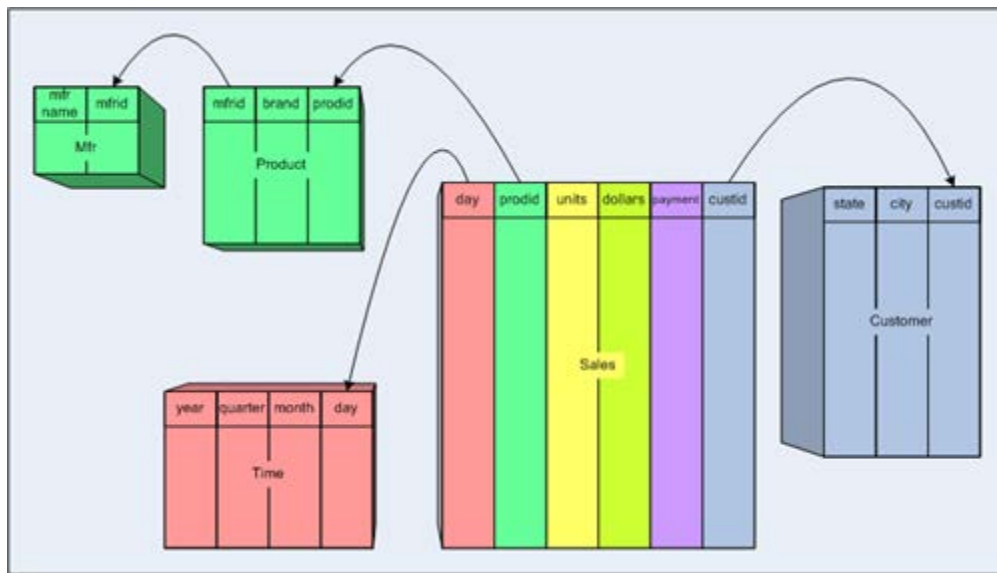 mfr
name
mfrid
Mfr
mfrid
brand
prodid
Product
day
prodid
units
dollars
payment
custid
Sales
state
city
custid
Customer
year
quarter
month
day
Time